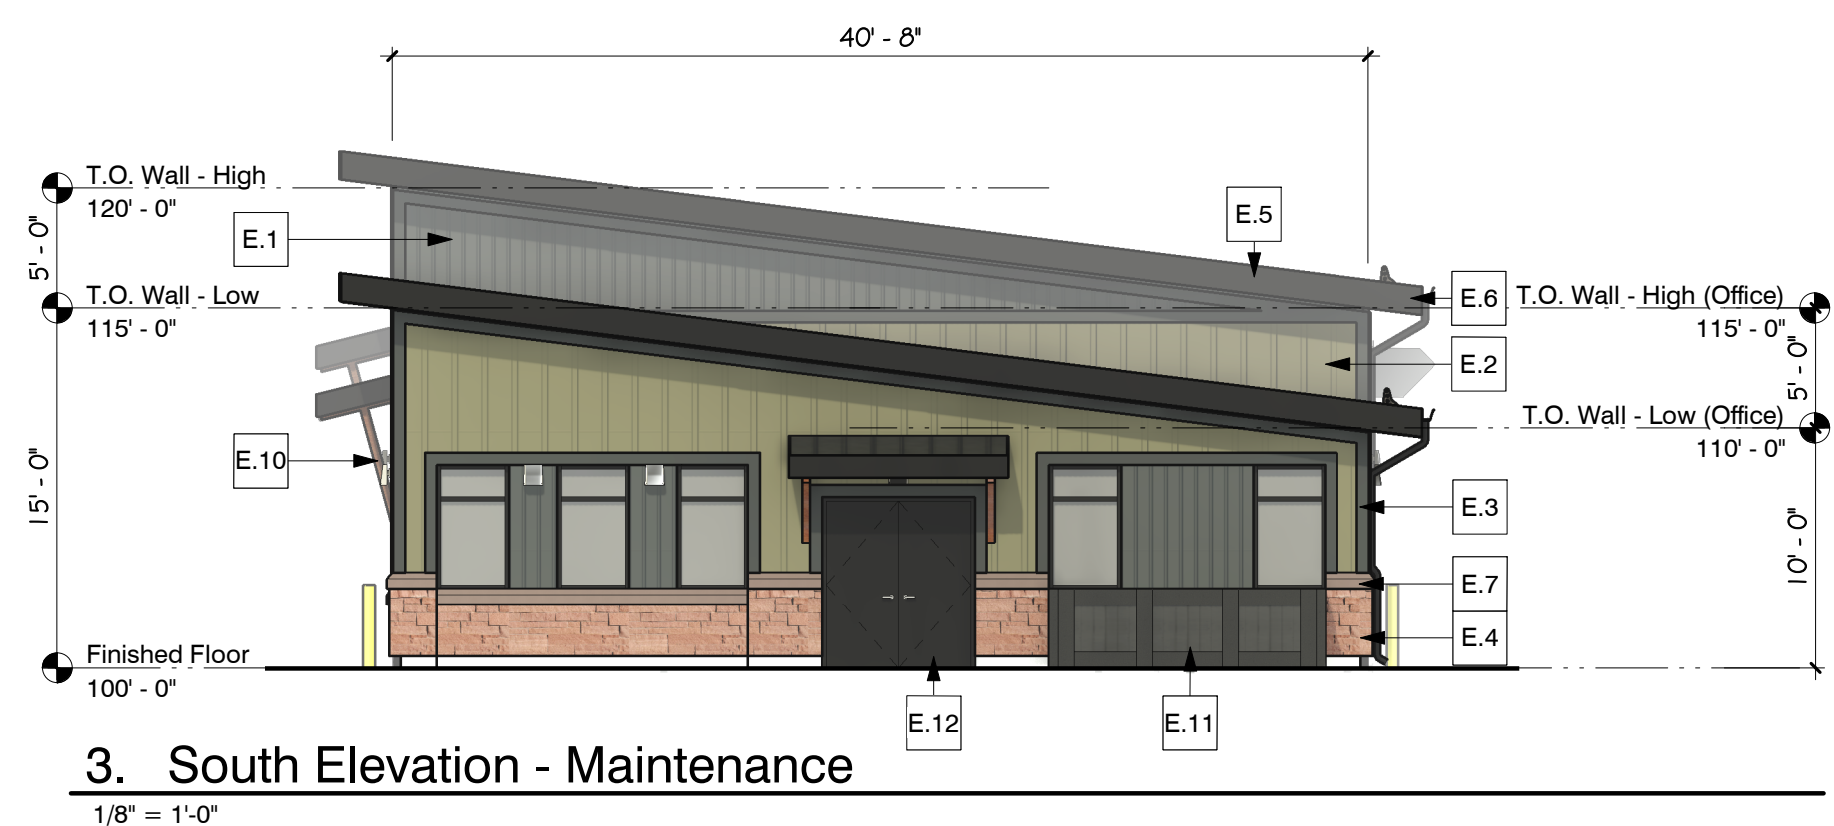 40' - 8"
T.O. Wall - High
120' - 0"
5' - 0"
E.1
E.5
T.O. Wall - Low
115' - 0"
E.6
T.O. Wall - High (Office)
115' - 0"
E.2
5' - 0"
T.O. Wall - Low (Office)
110' - 0"
E.10
15' - 0"
E.3
10' - 0"
E.7
E.4
Finished Floor
100' - 0"
E.12
E.11
3. South Elevation - Maintenance
1/8" = 1'-0"